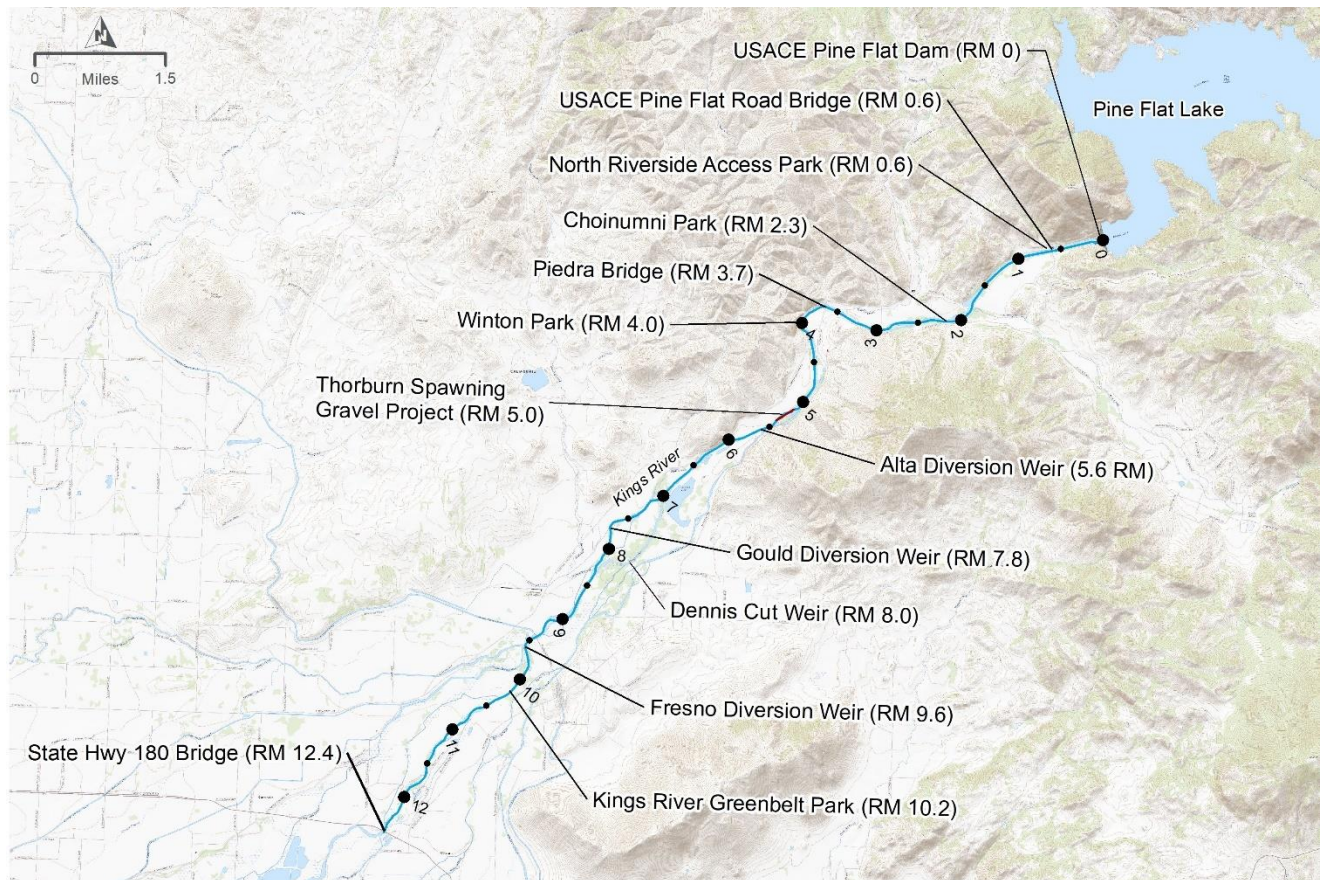 N
0
Miles
1.5
USACE Pine Flat Dam (RM 0)
USACE Pine Flat Road Bridge (RM 0.6)
Pine Flat Lake
North Riverside Access Park (RM 0.6)
Choinumni Park (RM 2.3)
Piedra Bridge (RM 3.7)
Winton Park (RM 4.0)
0
1
2
3
4
Thorburn Spawning
Gravel Project (RM 5.0)
5
6
Alta Diversion Weir (5.6 RM)
Kings River
7
Gould Diversion Weir (RM 7.8)
8
Dennis Cut Weir (RM 8.0)
9
10
Fresno Diversion Weir (RM 9.6)
11
State Hwy 180 Bridge (RM 12.4)
12
Kings River Greenbelt Park (RM 10.2)